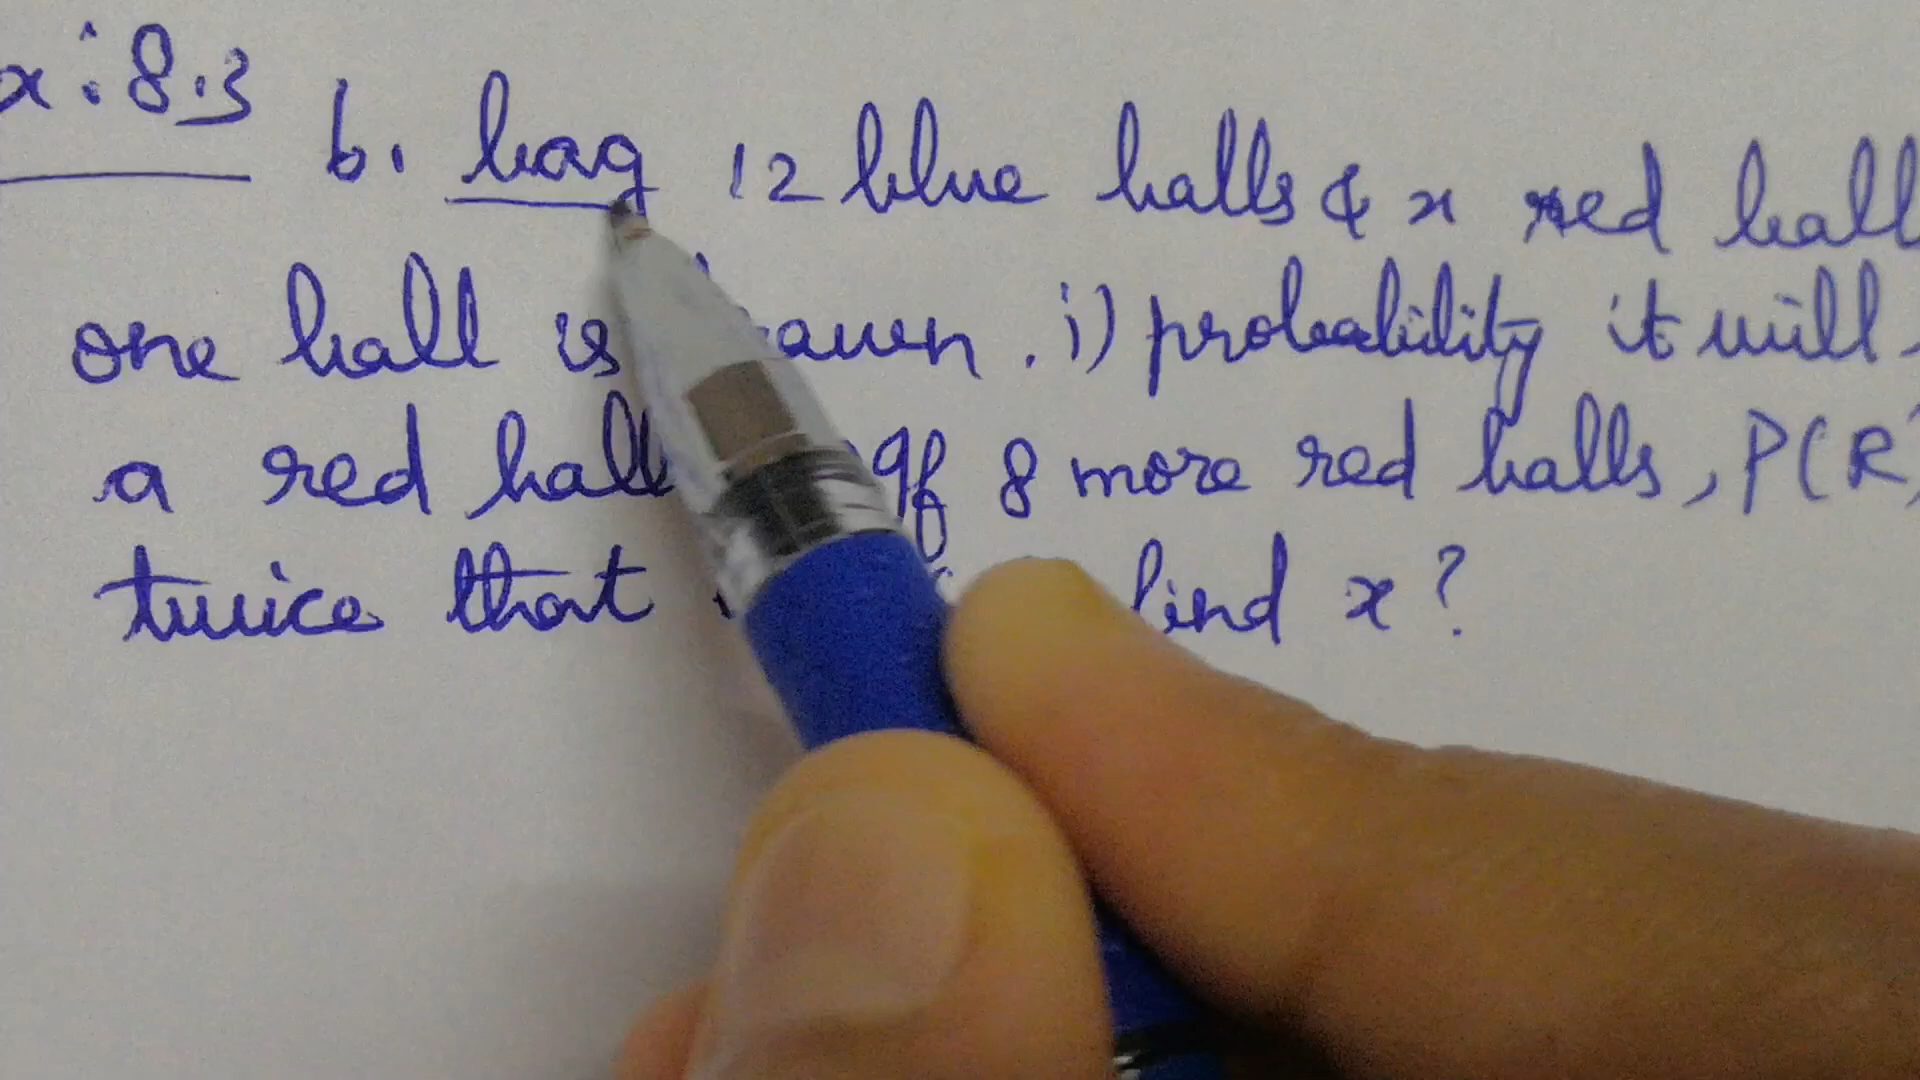 x : 8.3
b. bag 12 blue balls & x red ball
one ball is . i) probability it will
a red ball If 8 more red balls, P(R)
twice that find x?